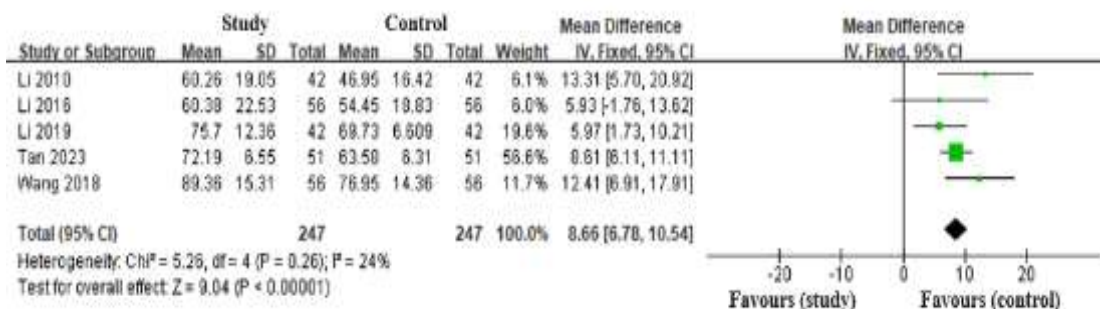 Study Control Mean Difference Mean Difference
Study or Subgroup Mean SD Total Mean SD Total Weight IV, Fixed, 95% CI IV, Fixed, 95% CI
Li 2010 60.26 19.05 42 46.95 16.42 42 6.1% 13.31 [5.70, 20.92]
Li 2016 60.38 22.53 56 54.45 18.83 56 6.0% 5.93 [-1.76, 13.62]
Li 2019 75.7 12.36 42 69.73 6.609 42 19.6% 5.97 [1.73, 10.21]
Tan 2023 72.19 6.55 51 63.58 6.31 51 56.6% 8.61 [6.11, 11.11]
Wang 2018 89.36 15.31 56 76.95 14.36 56 11.7% 12.41 [6.91, 17.91]
Total (95% CI) 247 247 100.0% 8.66 [6.78, 10.54]
Heterogeneity: Chi² = 5.26, df = 4 (P = 0.26); I² = 24%
Test for overall effect: Z = 9.04 (P < 0.00001)
-20 -10 0 10 20
Favours (study) Favours (control)